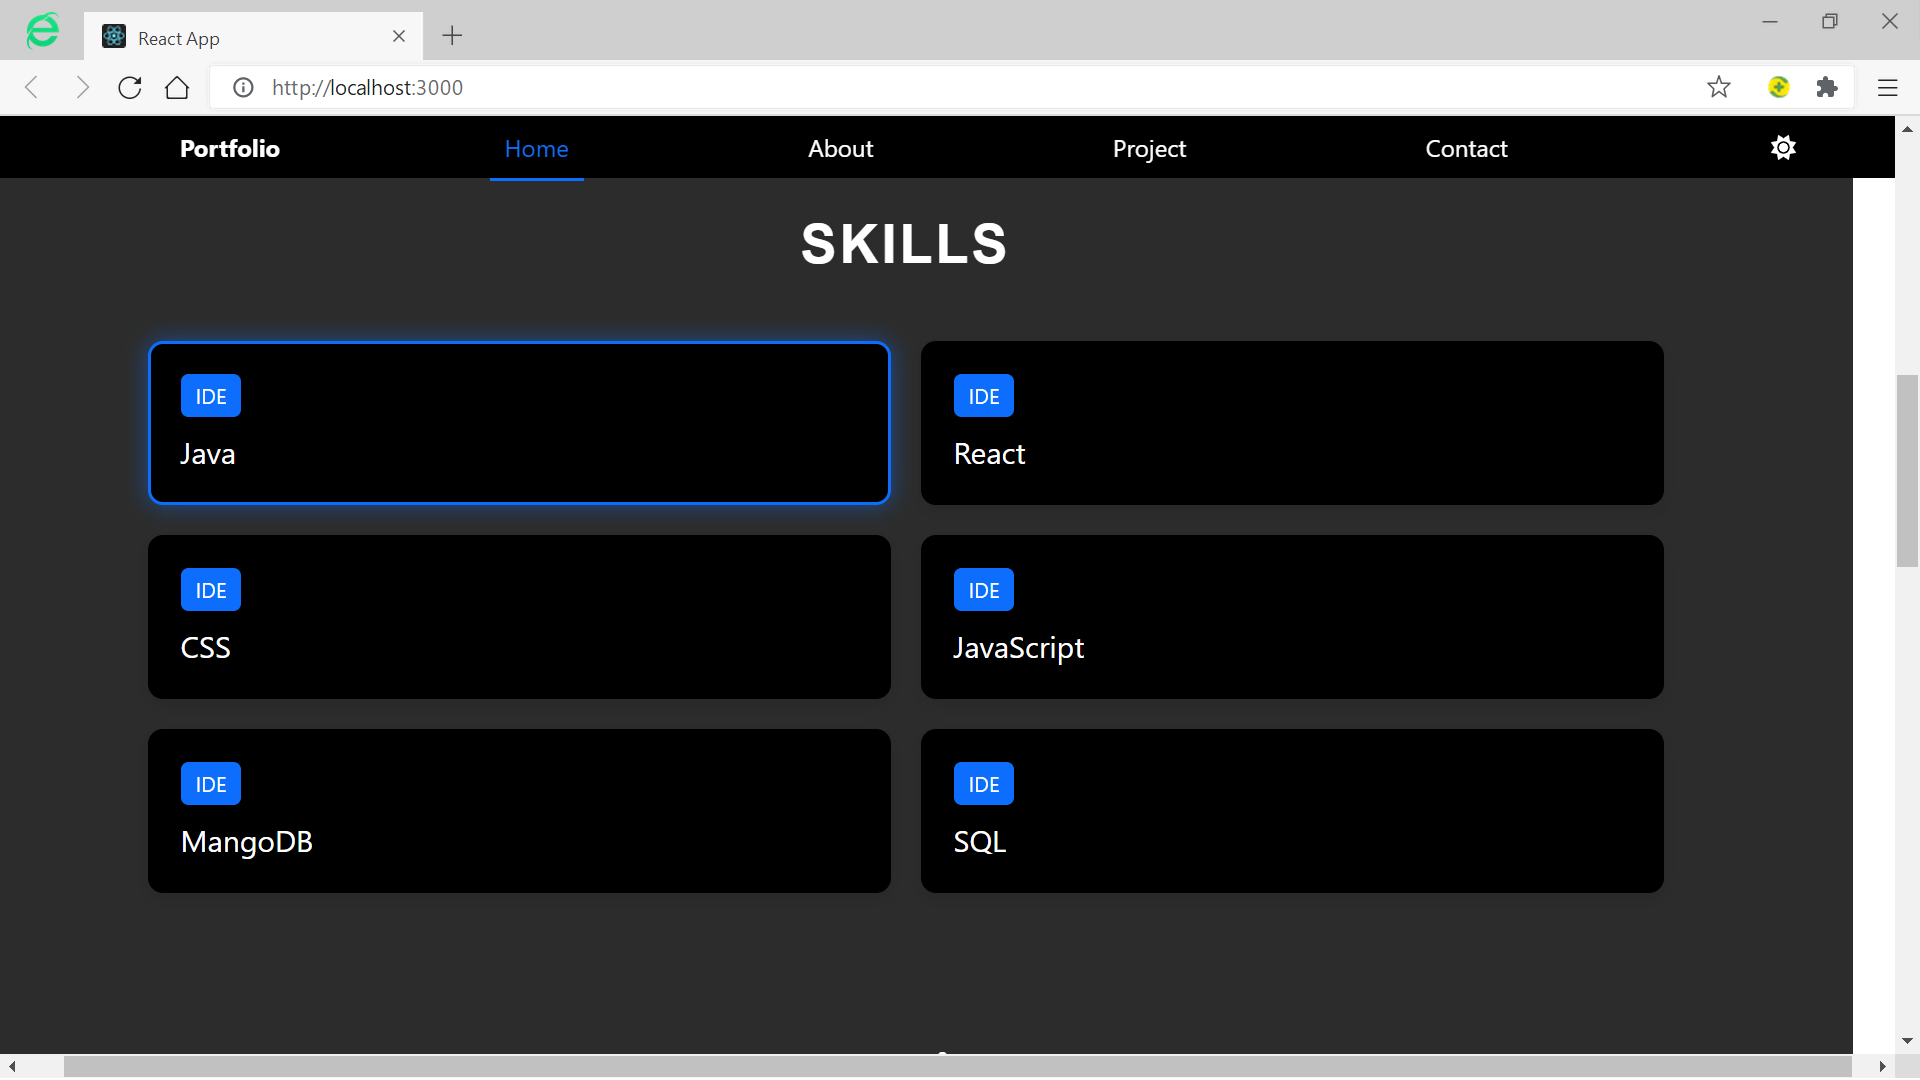 React App
http://localhost:3000
Portfolio Home About Project Contact
SKILLS
IDE
Java
IDE
React
IDE
CSS
IDE
JavaScript
IDE
MangoDB
IDE
SQL